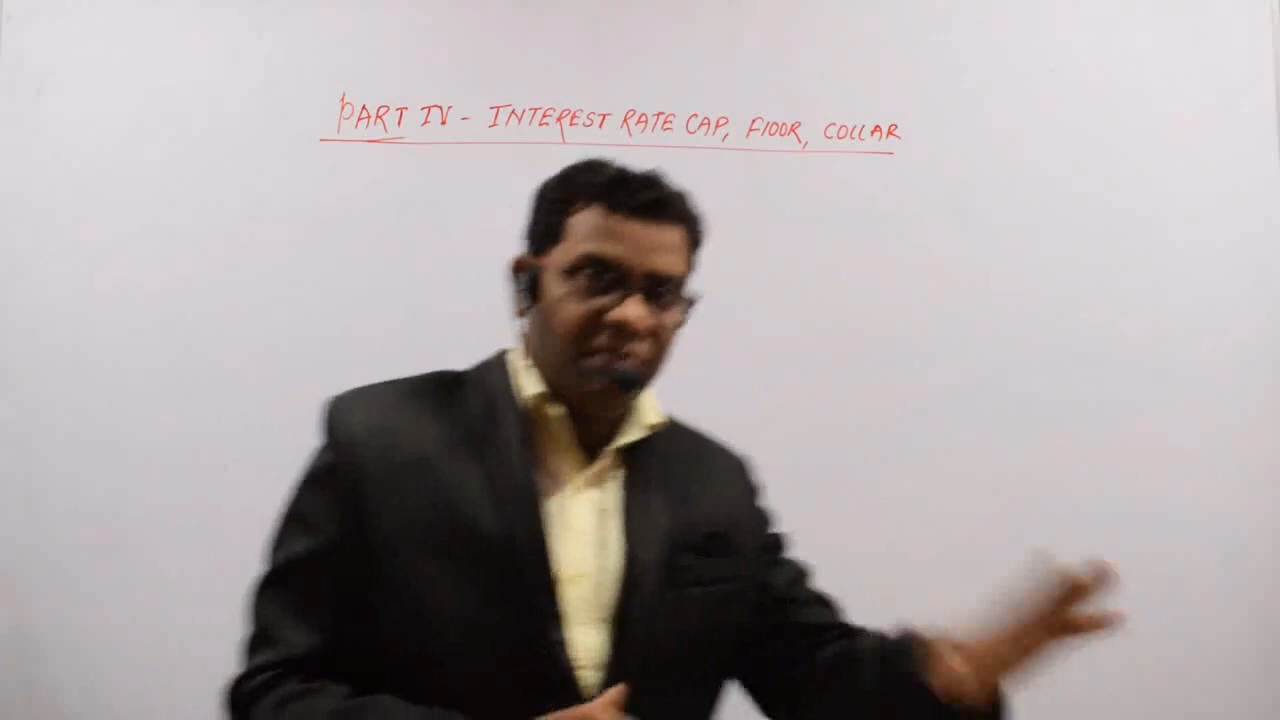 PART IV - INTEREST RATE CAP, FlOOR, COLLAR